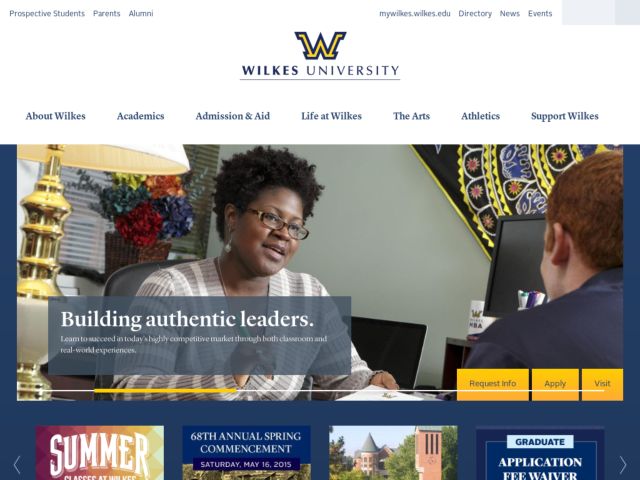 Prospective Students Parents Alumni
mywilkes.wilkes.edu Directory News Events
W
WILKES UNIVERSITY
About Wilkes Academics Admission & Aid Life at Wilkes The Arts Athletics Support Wilkes
W
MBA
Building authentic leaders.
Learn to succeed in today's highly competitive market through both classroom and
real-world experiences.
Request Info Apply Visit
SUMMER
CLASSES AT WILKES
68TH ANNUAL SPRING
COMMENCEMENT
SATURDAY, MAY 16, 2015
GRADUATE
APPLICATION
FEE WAIVER